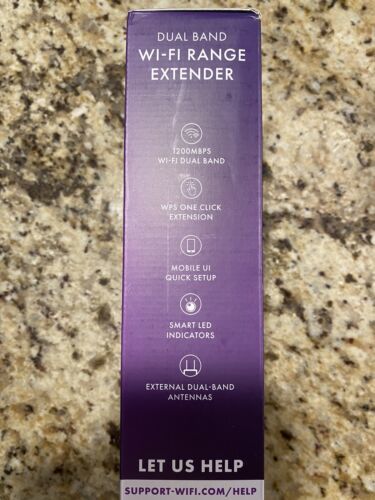 DUAL BAND
WI-FI RANGE
EXTENDER
1200MBPS
WI-FI DUAL BAND
WPS ONE CLICK
EXTENSION
MOBILE UI
QUICK SETUP
SMART LED
INDICATORS
EXTERNAL DUAL-BAND
ANTENNAS
LET US HELP
SUPPORT-WIFI.COM/HELP